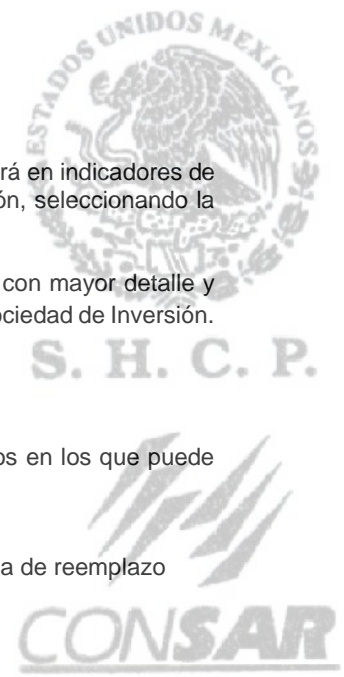 ESTADOS UNIDOS MEXICANOS
rá en indicadores de
ón, seleccionando la
con mayor detalle y
ociedad de Inversión.
S. H. C. P.
os en los que puede
a de reemplazo
CONSAR